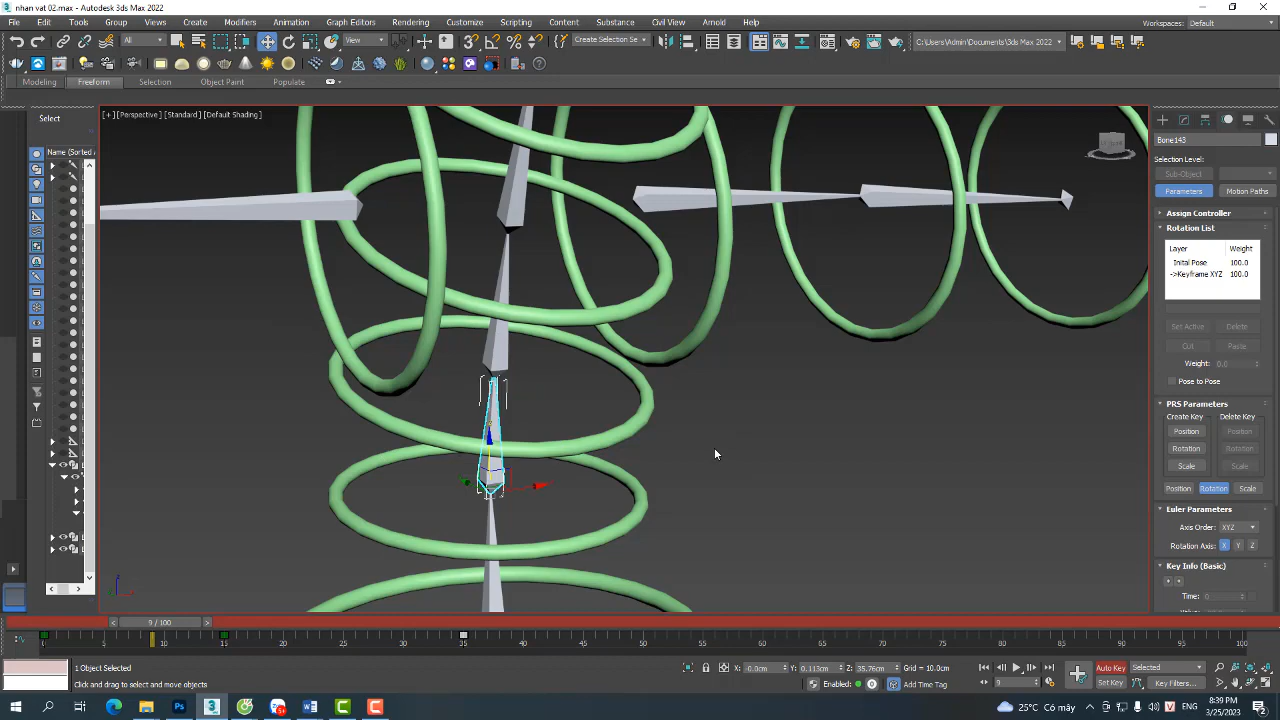 nhan vat 02.max - Autodesk 3ds Max 2022
File Edit Tools Group Views Create Modifiers Animation Graph Editors Rendering Customize Scripting Content Substance Civil View Arnold Help
Workspaces: Default
All View Create Selection Se C:\Users\Admin\Documents\3ds Max 2022
Modeling Freeform Selection Object Paint Populate
Select
[+] [Perspective] [Standard] [Default Shading]
Bone143
Name (Sorted
Selection Level:
Sub-Object
Parameters Motion Paths
Assign Controller
Rotation List
Layer Weight
Inital Pose 100.0
->Keyframe XYZ 100.0
Set Active Delete
Cut Paste
Weight: 0.0
Pose to Pose
PRS Parameters
Create Key Delete Key
Position Position
Rotation Rotation
Scale Scale
Position Rotation Scale
Euler Parameters
Axis Order: XYZ
Rotation Axis: X Y Z
Key Info (Basic)
Time: 0
9 / 100
0 5 10 15 20 25 30 35 40 45 50 55 60 65 70 75 80 85 90 95 100
1 Object Selected
X: -0.0cm Y: 0.113cm Z: 35.76cm Grid = 10.0cm
Auto Key Selected
Click and drag to select and move objects
Enabled: Add Time Tag
9
Set Key Key Filters...
25°C Có mây
ENG
8:39 PM
3/25/2023